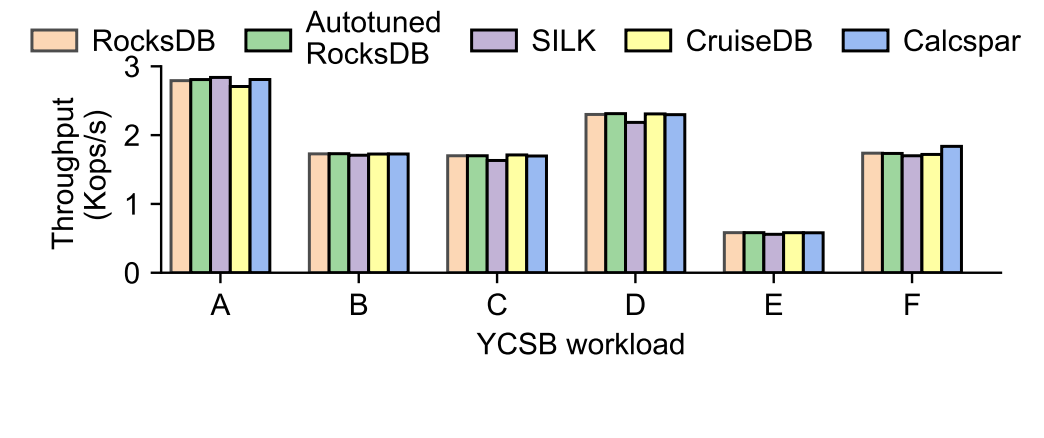 RocksDB
Autotuned
RocksDB
SILK
CruiseDB
Calcspar
Throughput
(Kops/s)
3
2
1
0
A B C D E F
YCSB workload